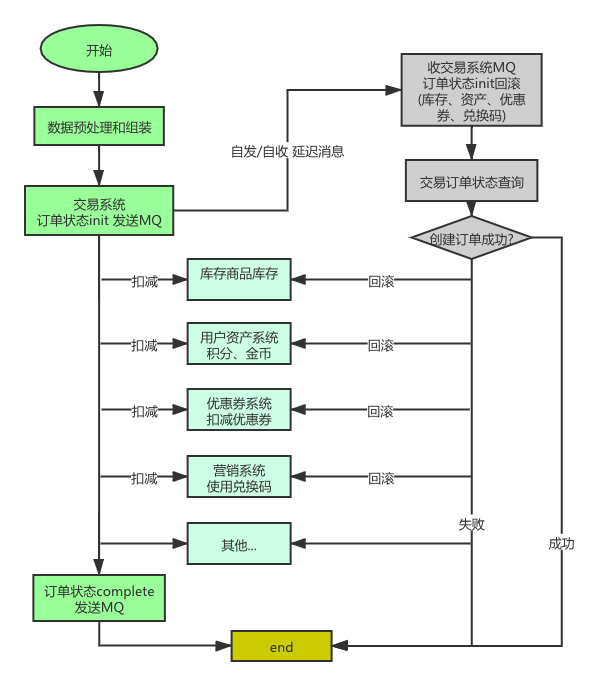 开始
数据预处理和组装
交易系统
订单状态init 发送MQ
自发/自收 延迟消息
收交易系统MQ
订单状态init回滚
(库存、资产、优惠
券、兑换码)
交易订单状态查询
创建订单成功?
扣减
库存商品库存
回滚
扣减
用户资产系统
积分、金币
回滚
扣减
优惠券系统
扣减优惠券
回滚
扣减
营销系统
使用兑换码
回滚
其他...
失败
成功
订单状态complete
发送MQ
end